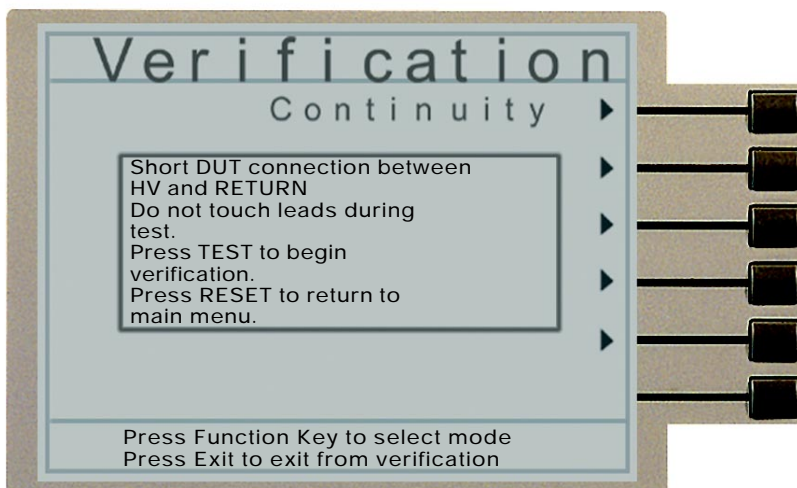 Verification
Continuity
Short DUT connection between
HV and RETURN
Do not touch leads during
test.
Press TEST to begin
verification.
Press RESET to return to
main menu.
Press Function Key to select mode
Press Exit to exit from verification